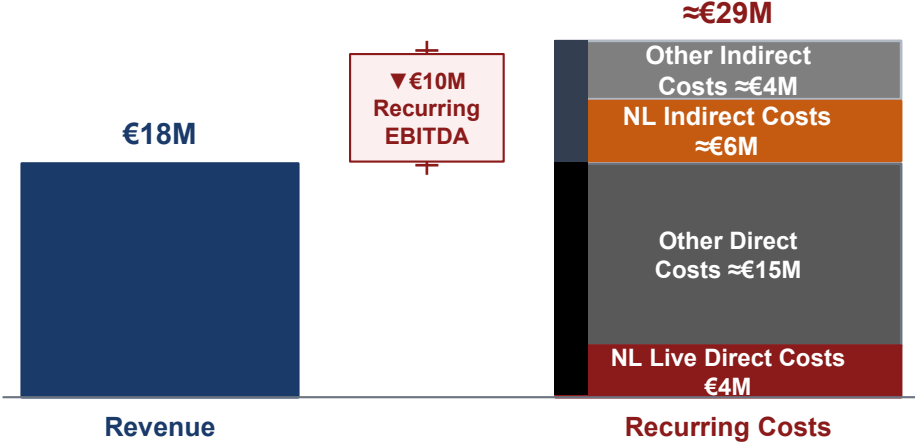 ≈€29M
Other Indirect
Costs ≈€4M
▼€10M
Recurring
EBITDA
NL Indirect Costs
≈€6M
€18M
Other Direct
Costs ≈€15M
NL Live Direct Costs
€4M
Revenue
Recurring Costs